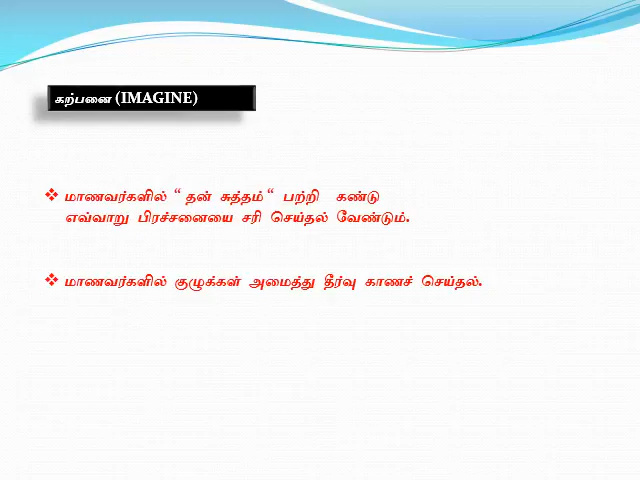 கற்பனை (IMAGINE)
❖ மாணவர்களில் “ தன் சுத்தம் “ பற்றி கண்டு
எவ்வாறு பிரச்சனையை சரி செய்தல் வேண்டும்.
❖ மாணவர்களில் குழுக்கள் அமைத்து தீர்வு காணச் செய்தல்.